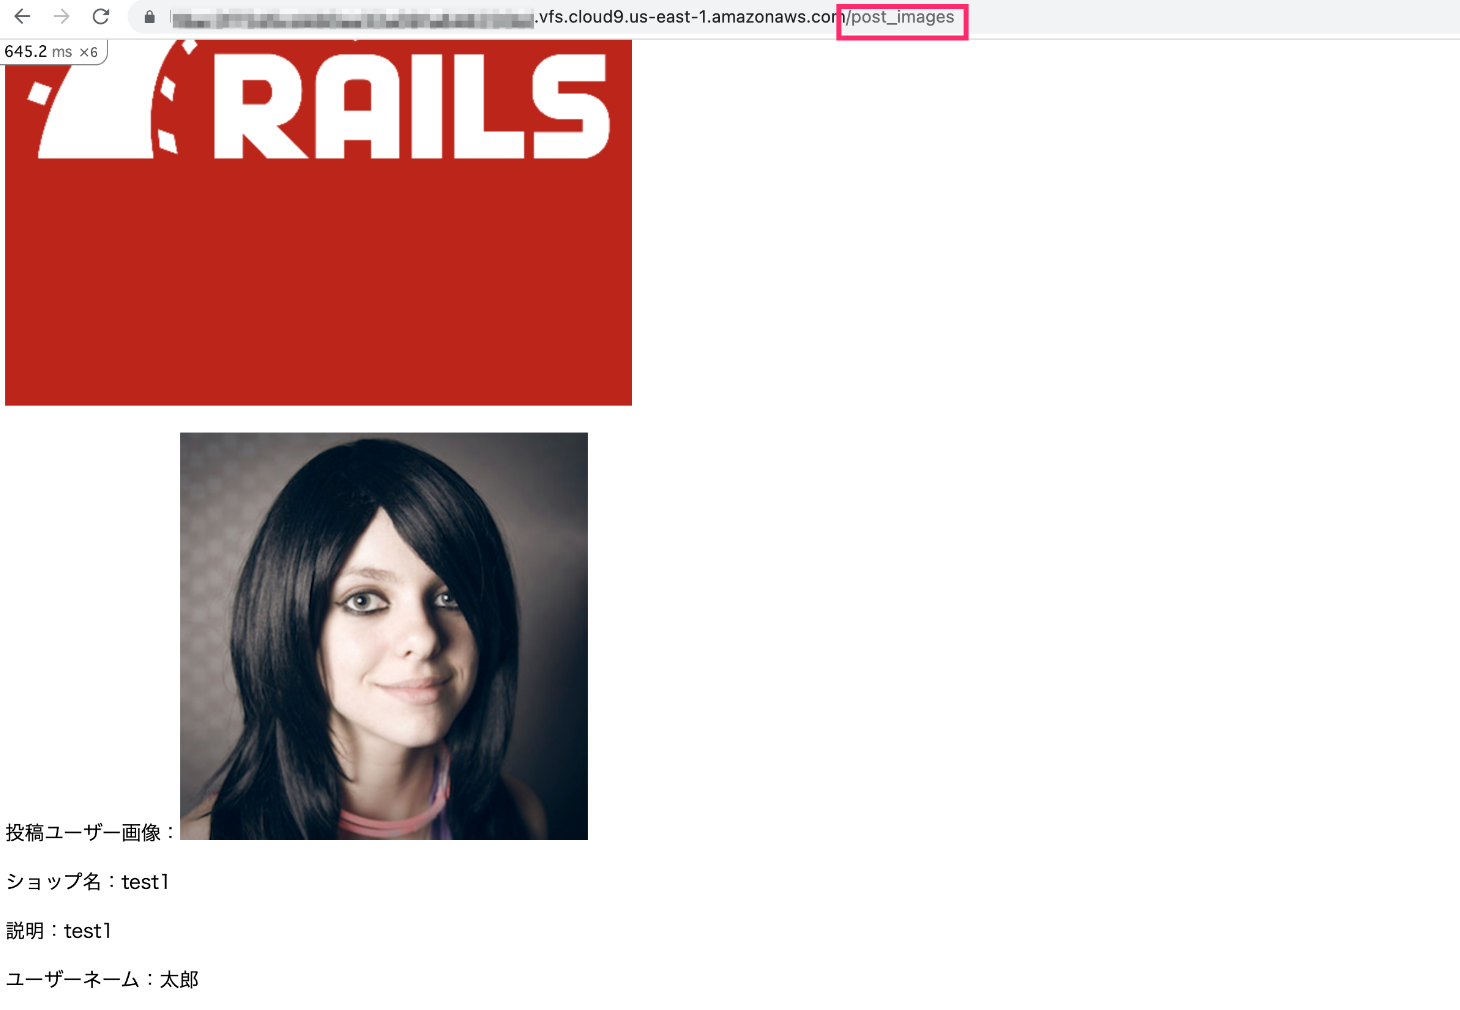 .vfs.cloud9.us-east-1.amazonaws.com/post_images
645.2 ms ×6
RAILS
投稿ユーザー画像：
ショップ名：test1
説明：test1
ユーザーネーム：太郎